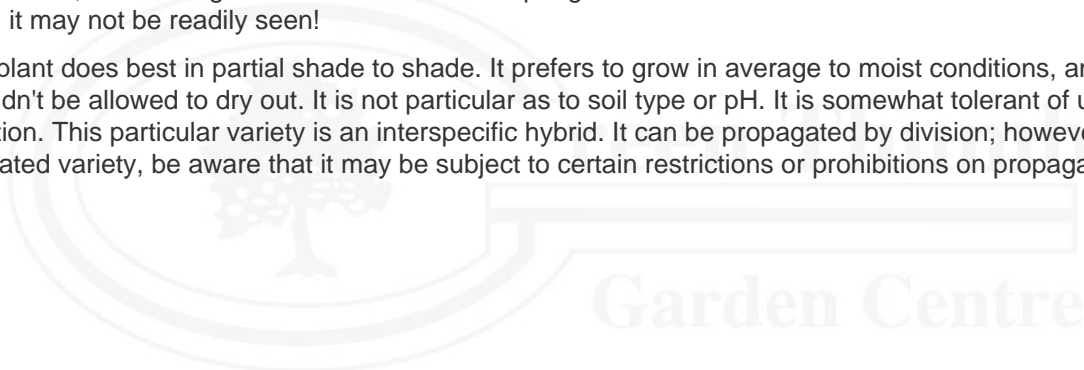 it may not be readily seen!
plant does best in partial shade to shade. It prefers to grow in average to moist conditions, an
dn't be allowed to dry out. It is not particular as to soil type or pH. It is somewhat tolerant of u
tion. This particular variety is an interspecific hybrid. It can be propagated by division; howeve
ated variety, be aware that it may be subject to certain restrictions or prohibitions on propaga
Garden Centre